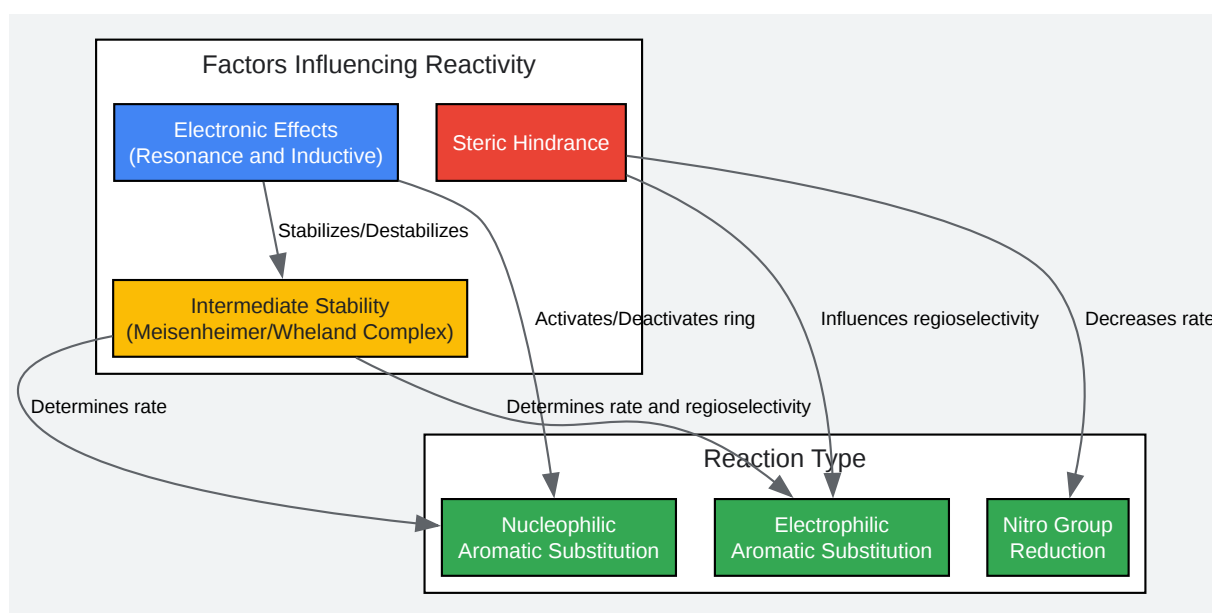 Factors Influencing Reactivity
Electronic Effects
(Resonance and Inductive)
Steric Hindrance
Stabilizes/Destabilizes
Intermediate Stability
(Meisenheimer/Wheland Complex)
Activates/Deactivates ring
Influences regioselectivity
Decreases rate
Determines rate
Determines rate and regioselectivity
Reaction Type
Nucleophilic
Aromatic Substitution
Electrophilic
Aromatic Substitution
Nitro Group
Reduction